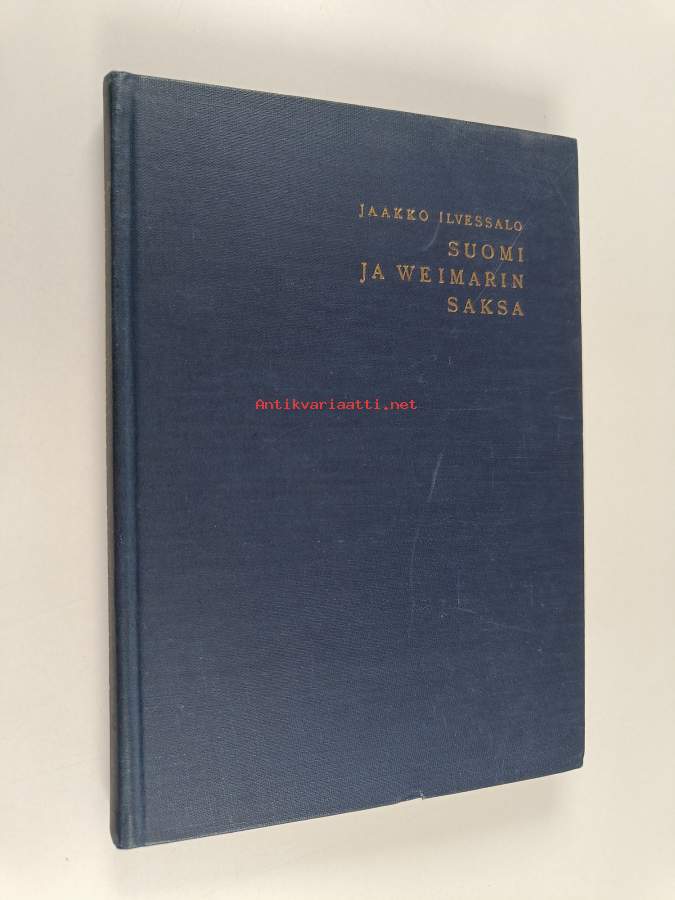 JAAKKO ILVESSALO
SUOMI
JA WEIMARIN
SAKSA
Antikvariaatti.net